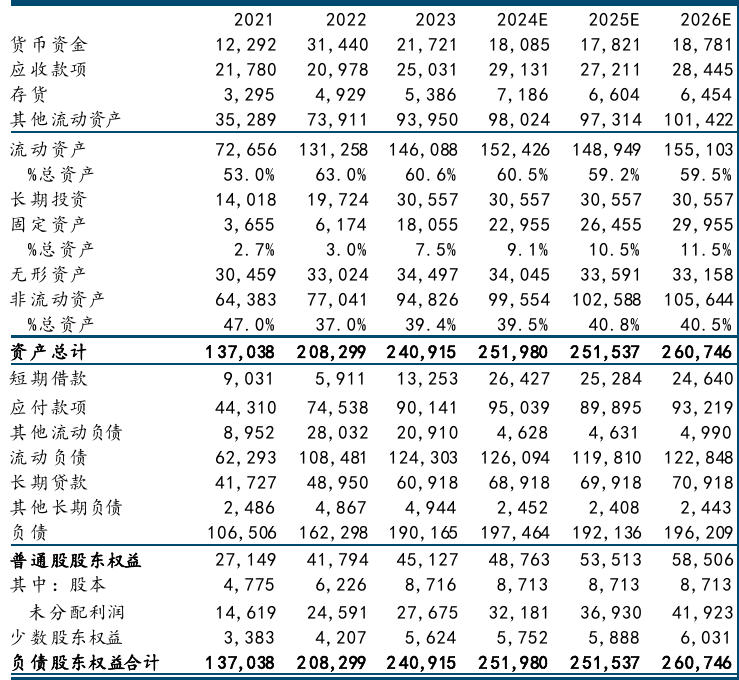 2021 2022 2023 2024E 2025E 2026E
货币资金 12,292 31,440 21,721 18,085 17,821 18,781
应收款项 21,780 20,978 25,031 29,131 27,211 28,445
存货 3,295 4,929 5,386 7,186 6,604 6,454
其他流动资产 35,289 73,911 93,950 98,024 97,314 101,422
流动资产 72,656 131,258 146,088 152,426 148,949 155,103
%总资产 53.0% 63.0% 60.6% 60.5% 59.2% 59.5%
长期投资 14,018 19,724 30,557 30,557 30,557 30,557
固定资产 3,655 6,174 18,055 22,955 26,455 29,955
%总资产 2.7% 3.0% 7.5% 9.1% 10.5% 11.5%
无形资产 30,459 33,024 34,497 34,045 33,591 33,158
非流动资产 64,383 77,041 94,826 99,554 102,588 105,644
%总资产 47.0% 37.0% 39.4% 39.5% 40.8% 40.5%
资产总计 137,038 208,299 240,915 251,980 251,537 260,746
短期借款 9,031 5,911 13,253 26,427 25,284 24,640
应付款项 44,310 74,538 90,141 95,039 89,895 93,219
其他流动负债 8,952 28,032 20,910 4,628 4,631 4,990
流动负债 62,293 108,481 124,303 126,094 119,810 122,848
长期贷款 41,727 48,950 60,918 68,918 69,918 70,918
其他长期负债 2,486 4,867 4,944 2,452 2,408 2,443
负债 106,506 162,298 190,165 197,464 192,136 196,209
普通股股东权益 27,149 41,794 45,127 48,763 53,513 58,506
其中：股本 4,775 6,226 8,716 8,713 8,713 8,713
未分配利润 14,619 24,591 27,675 32,181 36,930 41,923
少数股东权益 3,383 4,207 5,624 5,752 5,888 6,031
负债股东权益合计 137,038 208,299 240,915 251,980 251,537 260,746